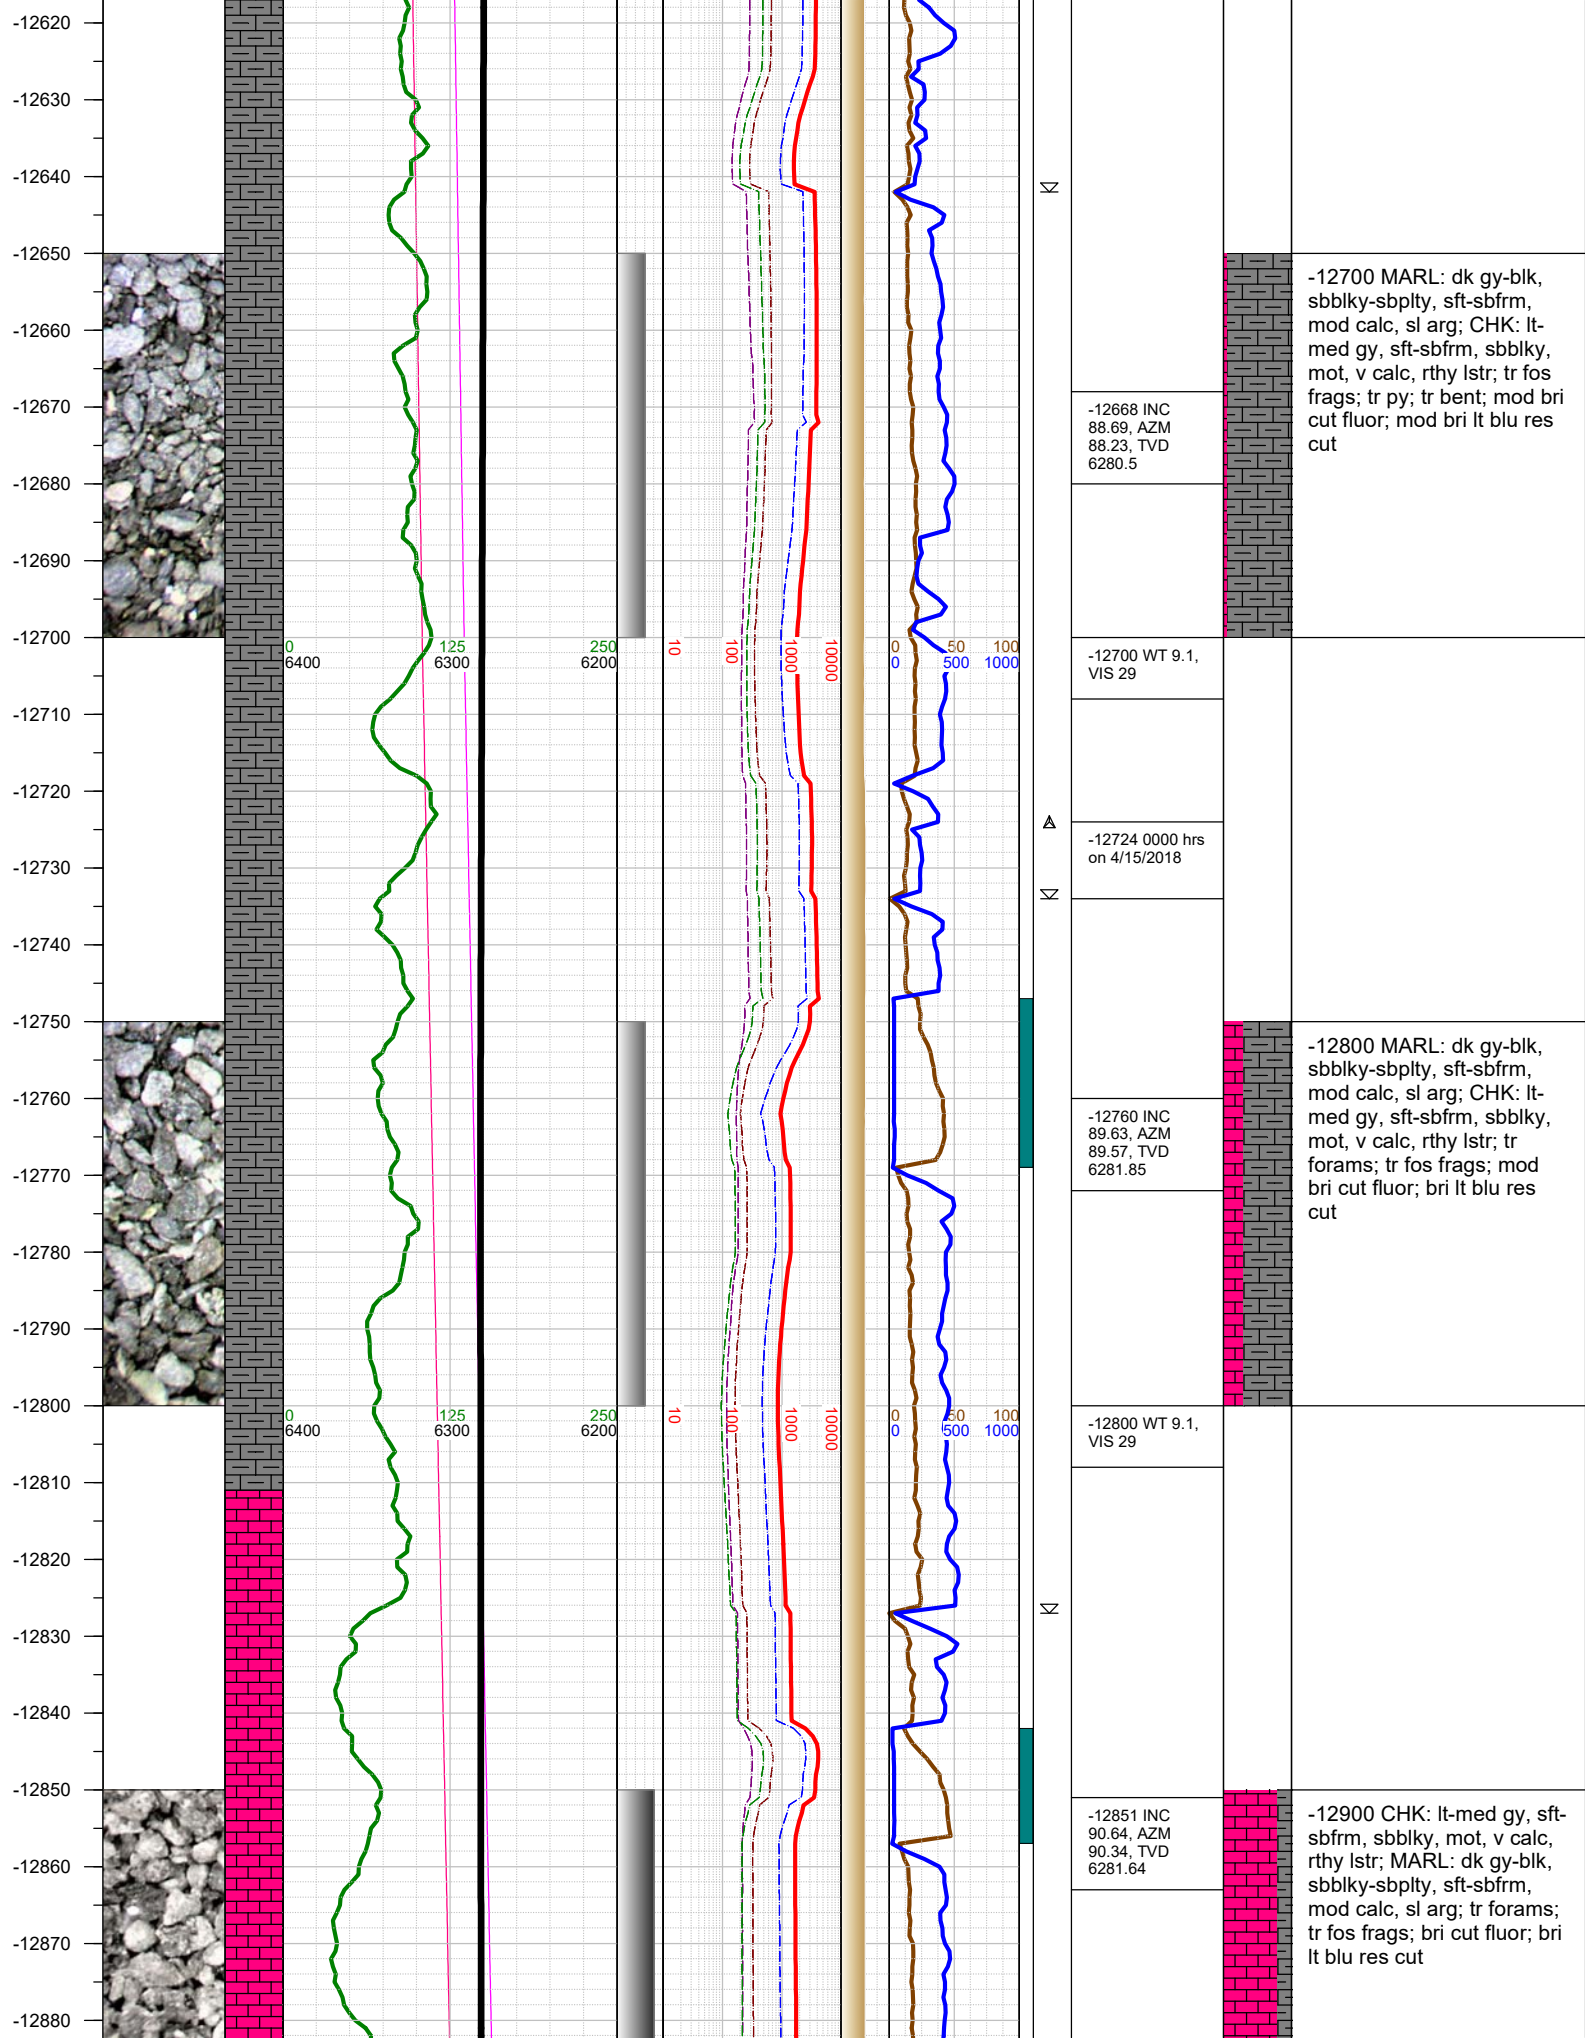 -12620
-12630
-12640
-12650
-12660
-12670
-12680
-12690
-12700
-12710
-12720
-12730
-12740
-12750
-12760
-12770
-12780
-12790
-12800
-12810
-12820
-12830
-12840
-12850
-12860
-12870
-12880
0 125 250
6400 6300 6200
10 100 1000 10000
0 50 100
0 500 1000
0 125 250
6400 6300 6200
10 100 1000 10000
0 50 100
0 500 1000
-12668 INC
88.69, AZM
88.23, TVD
6280.5
-12700 WT 9.1,
VIS 29
-12724 0000 hrs
on 4/15/2018
-12760 INC
89.63, AZM
89.57, TVD
6281.85
-12800 WT 9.1,
VIS 29
-12851 INC
90.64, AZM
90.34, TVD
6281.64
-12700 MARL: dk gy-blk,
sbblky-sbplty, sft-sbfrm,
mod calc, sl arg; CHK: lt-
med gy, sft-sbfrm, sbblky,
mot, v calc, rthy lstr; tr fos
frags; tr py; tr bent; mod bri
cut fluor; mod bri lt blu res
cut
-12800 MARL: dk gy-blk,
sbblky-sbplty, sft-sbfrm,
mod calc, sl arg; CHK: lt-
med gy, sft-sbfrm, sbblky,
mot, v calc, rthy lstr; tr
forams; tr fos frags; mod
bri cut fluor; bri lt blu res
cut
-12900 CHK: lt-med gy, sft-
sbfrm, sbblky, mot, v calc,
rthy lstr; MARL: dk gy-blk,
sbblky-sbplty, sft-sbfrm,
mod calc, sl arg; tr forams;
tr fos frags; bri cut fluor; bri
lt blu res cut